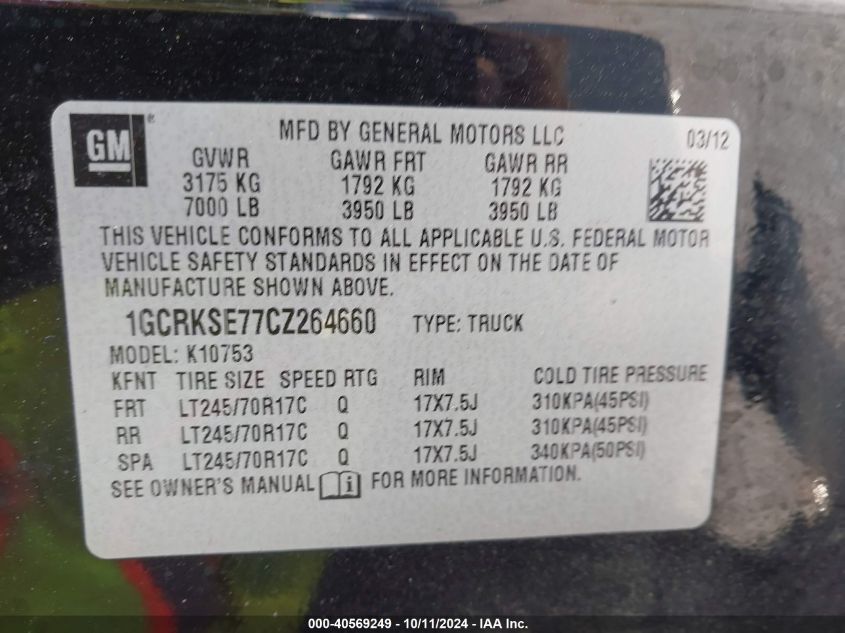 GM ®
MFD BY GENERAL MOTORS LLC 03/12
GVWR GAWR FRT GAWR RR
3175 KG 1792 KG 1792 KG
7000 LB 3950 LB 3950 LB
THIS VEHICLE CONFORMS TO ALL APPLICABLE U.S. FEDERAL MOTOR
VEHICLE SAFETY STANDARDS IN EFFECT ON THE DATE OF
MANUFACTURE SHOWN ABOVE.
1GCRKSE77CZ264660 TYPE: TRUCK
MODEL: K10753
KFNT TIRE SIZE SPEED RTG RIM COLD TIRE PRESSURE
FRT LT245/70R17C Q 17X7.5J 310KPA(45PSI)
RR LT245/70R17C Q 17X7.5J 310KPA(45PSI)
SPA LT245/70R17C Q 17X7.5J 340KPA(50PSI)
SEE OWNER'S MANUAL i FOR MORE INFORMATION.
000-40569249 - 10/11/2024 - IAA Inc.